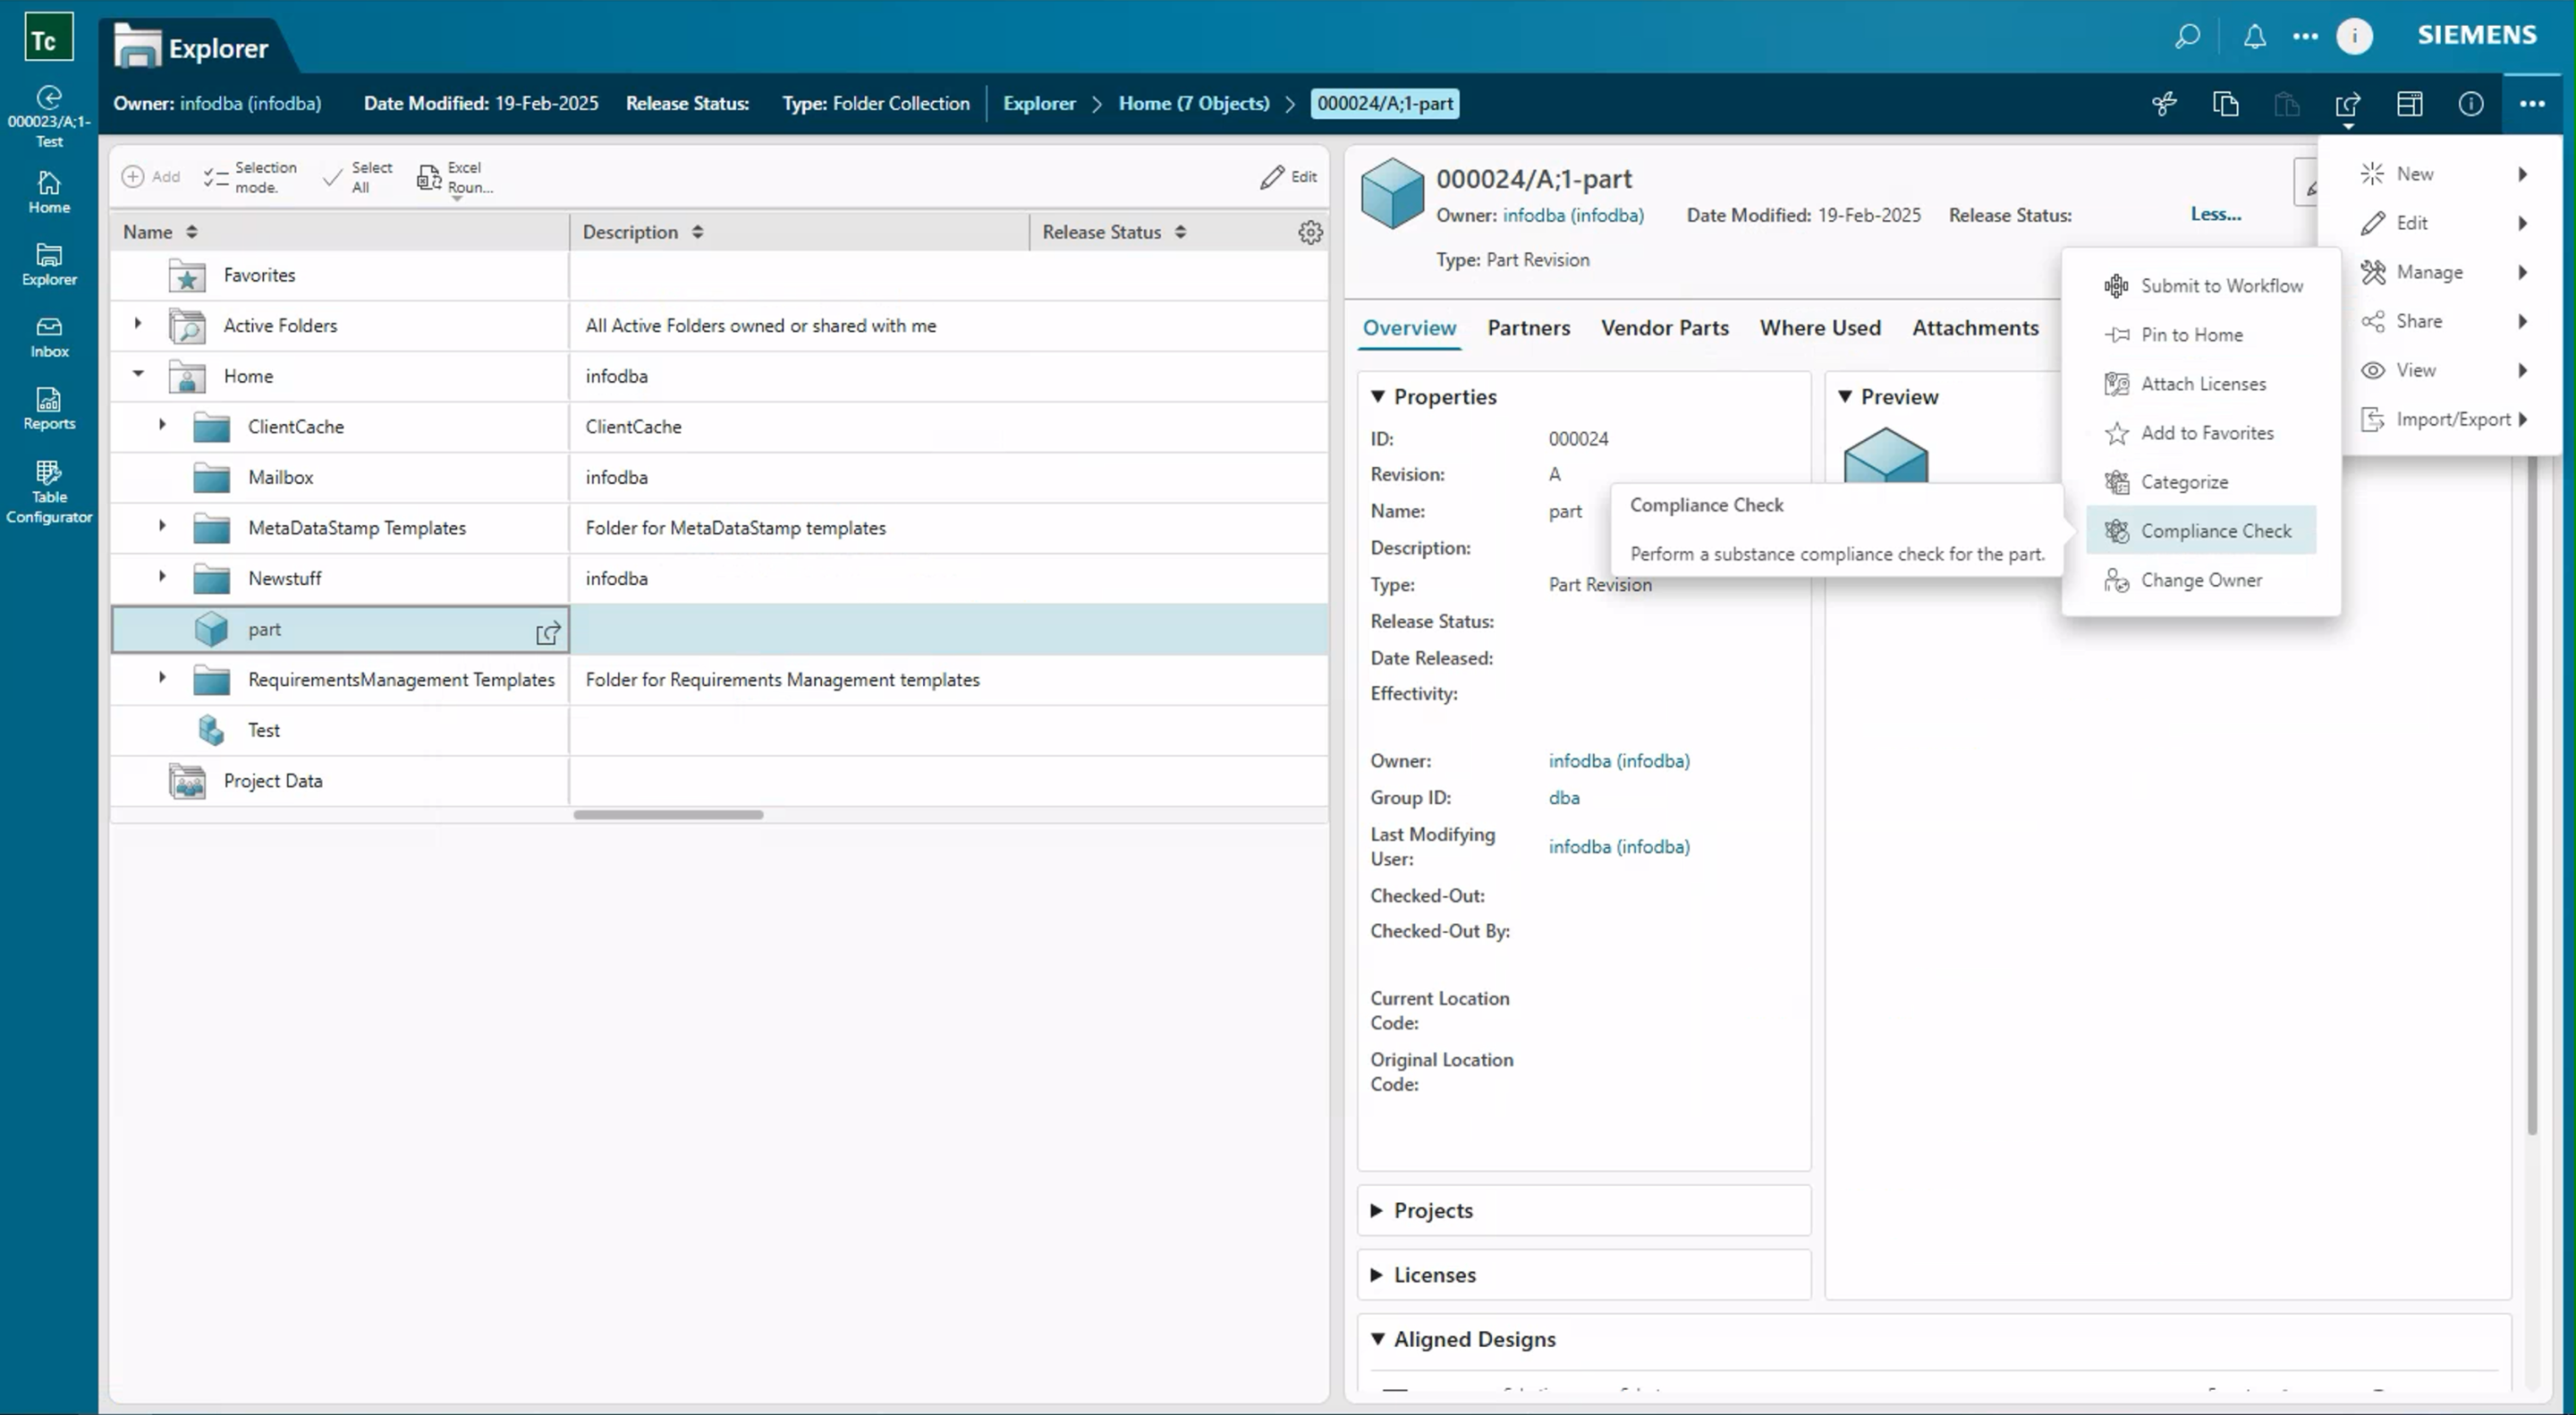 Tc
Explorer
SIEMENS
i
Owner: infodba (infodba)
Date Modified: 19-Feb-2025
Release Status:
Type: Folder Collection
Explorer > Home (7 Objects) > 000024/A;1-part
000023/A;1-
Test
Home
Explorer
Inbox
Reports
Table
Configurator
Add
Selection
mode.
Select
All
Excel
Roun...
Edit
Name
Description
Release Status
Favorites
Active Folders
All Active Folders owned or shared with me
Home
infodba
ClientCache
ClientCache
Mailbox
infodba
MetaDataStamp Templates
Folder for MetaDataStamp templates
Newstuff
infodba
part
RequirementsManagement Templates
Folder for Requirements Management templates
Test
Project Data
000024/A;1-part
Owner: infodba (infodba)
Date Modified: 19-Feb-2025
Release Status:
Less...
Type: Part Revision
Overview
Partners
Vendor Parts
Where Used
Attachments
Properties
ID: 000024
Revision: A
Name: part
Description:
Type: Part Revision
Release Status:
Date Released:
Effectivity:
Owner: infodba (infodba)
Group ID: dba
Last Modifying
User: infodba (infodba)
Checked-Out:
Checked-Out By:
Current Location
Code:
Original Location
Code:
Preview
Projects
Licenses
Aligned Designs
Compliance Check
Perform a substance compliance check for the part.
Submit to Workflow
Pin to Home
Attach Licenses
Add to Favorites
Categorize
Compliance Check
Change Owner
New
Edit
Manage
Share
View
Import/Export